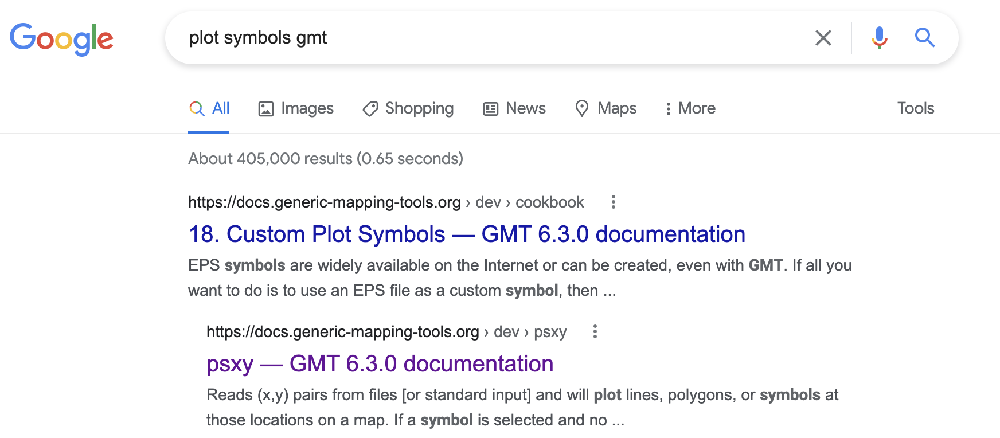 Google
plot symbols gmt
All Images Shopping News Maps More Tools
About 405,000 results (0.65 seconds)
https://docs.generic-mapping-tools.org › dev › cookbook
18. Custom Plot Symbols — GMT 6.3.0 documentation
EPS symbols are widely available on the Internet or can be created, even with GMT. If all you
want to do is to use an EPS file as a custom symbol, then ...
https://docs.generic-mapping-tools.org › dev › psxy
psxy — GMT 6.3.0 documentation
Reads (x,y) pairs from files [or standard input] and will plot lines, polygons, or symbols at
those locations on a map. If a symbol is selected and no ...